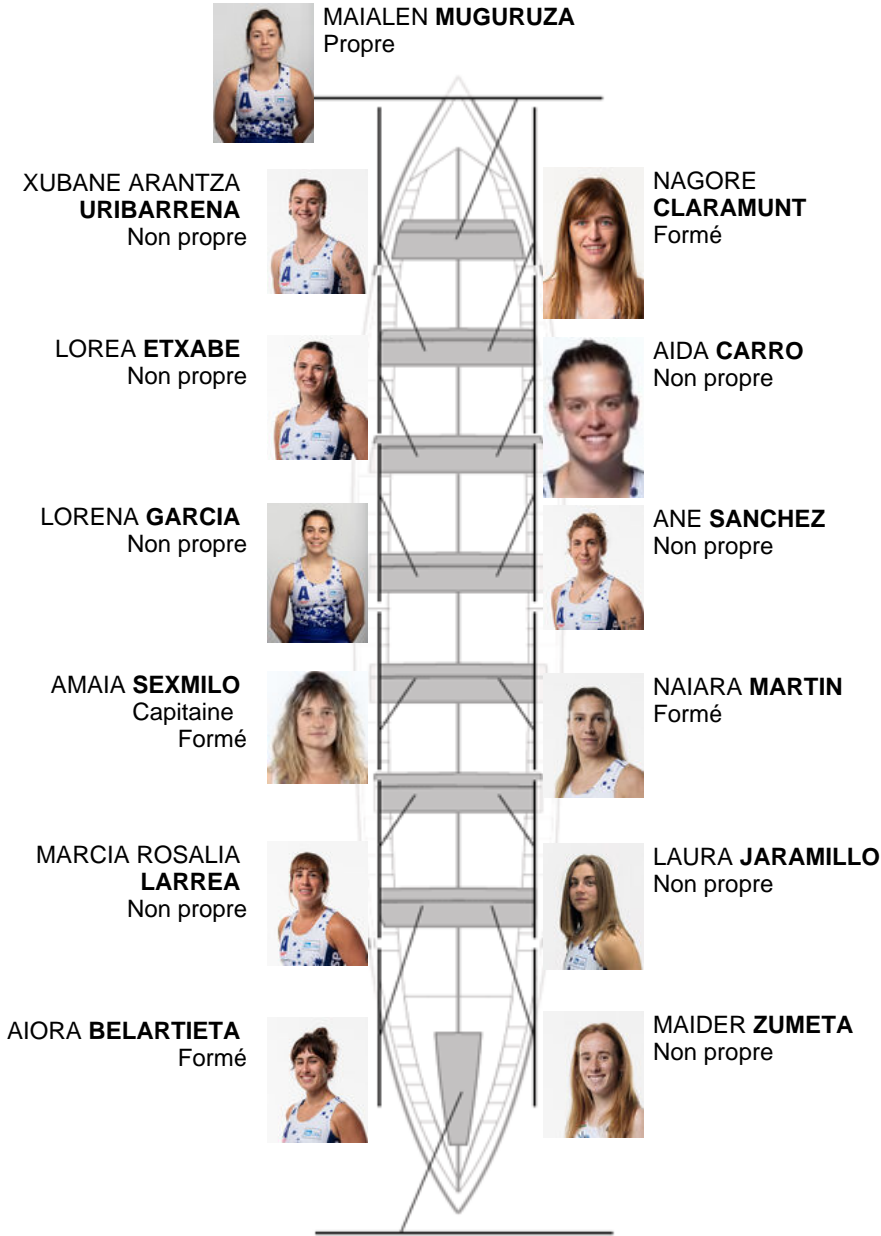 MAIALEN MUGURUZA
Propre
XUBANE ARANTZA
URIBARRENA
Non propre
NAGORE
CLARAMUNT
Formé
LOREA ETXABE
Non propre
AIDA CARRO
Non propre
LORENA GARCIA
Non propre
ANE SANCHEZ
Non propre
AMAIA SEXMILO
Capitaine
Formé
NAIARA MARTIN
Formé
MARCIA ROSALIA
LARREA
Non propre
LAURA JARAMILLO
Non propre
AIORA BELARTIETA
Formé
MAIDER ZUMETA
Non propre